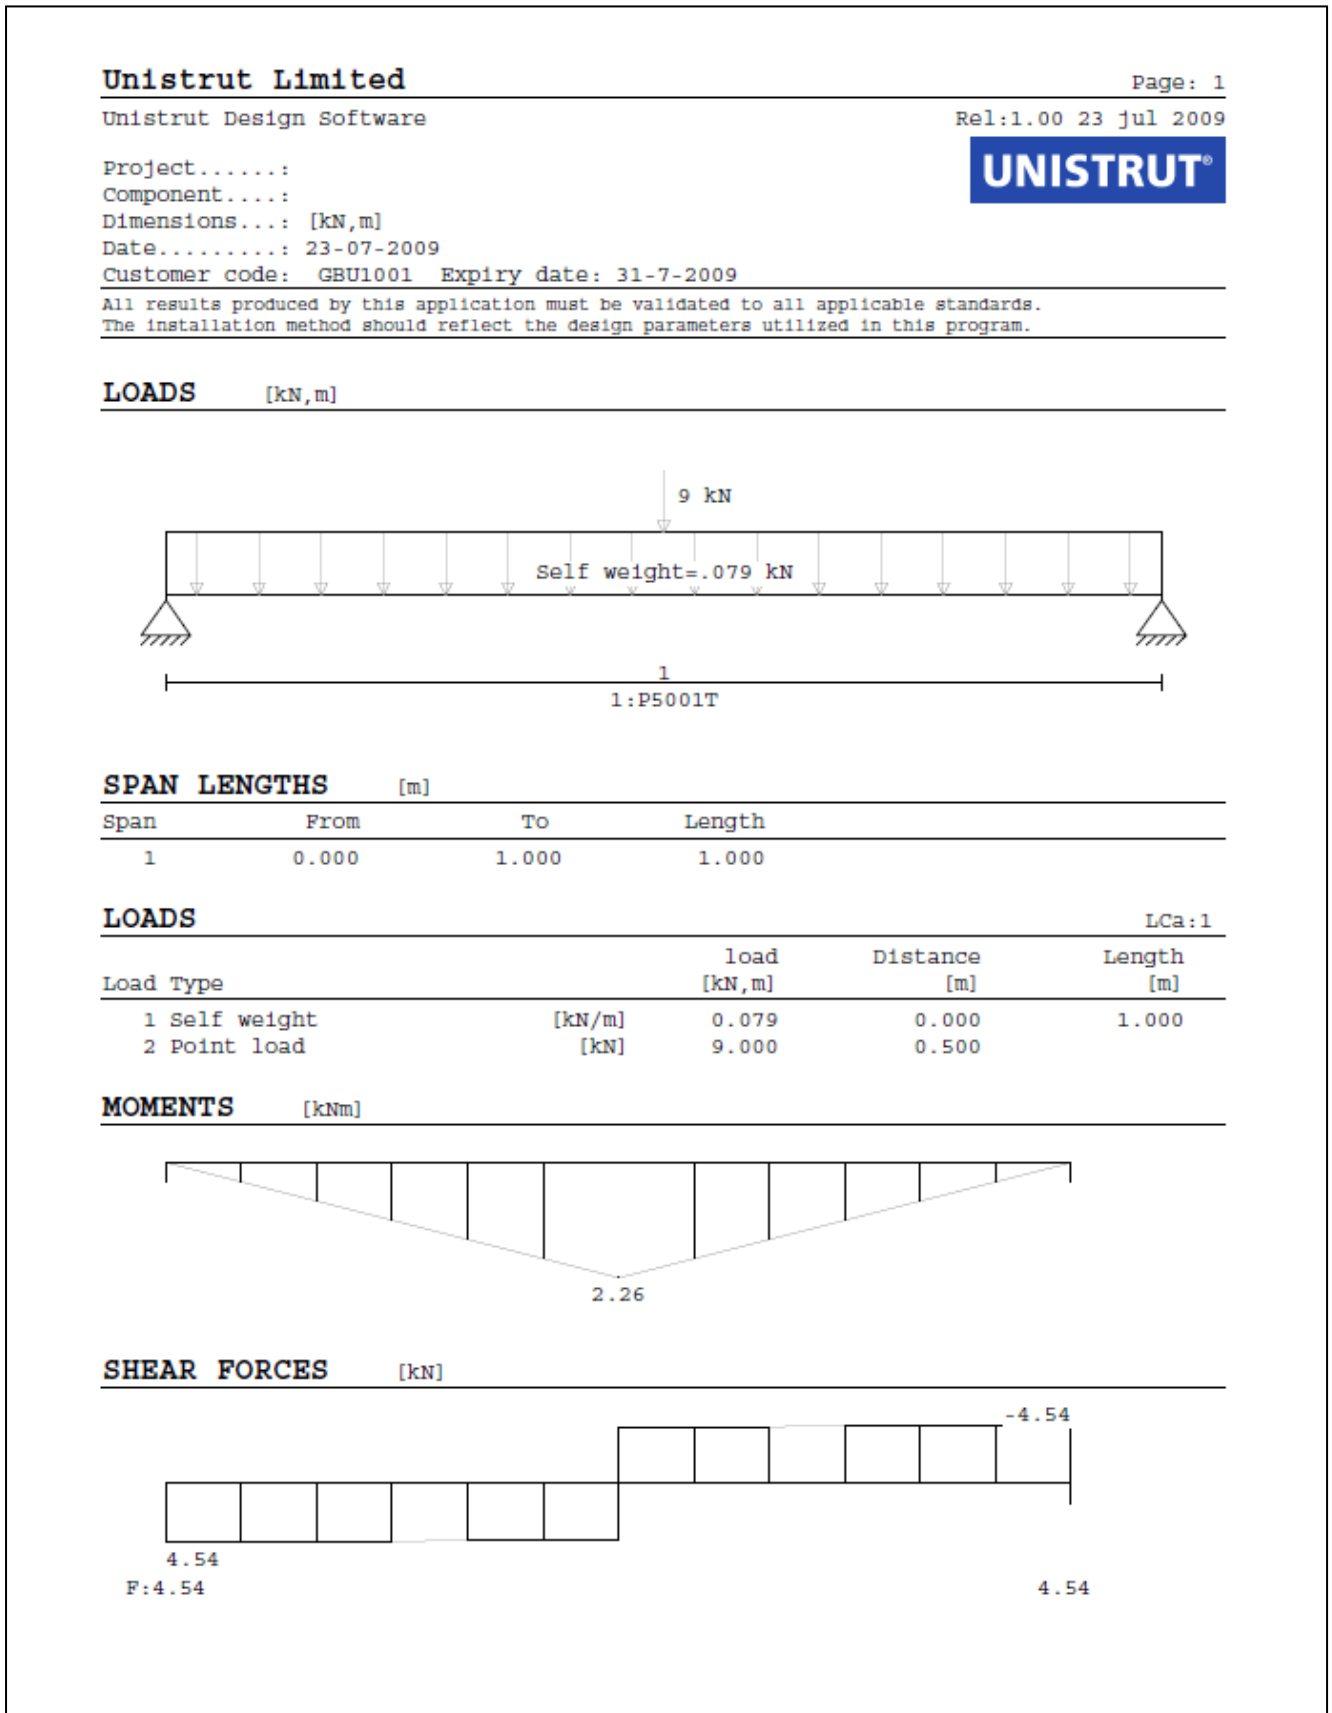 Unistrut Limited Page: 1
Unistrut Design Software Rel:1.00 23 jul 2009
UNISTRUT®
Project......:
Component....:
Dimensions...: [kN,m]
Date.........: 23-07-2009
Customer code: GBU1001 Expiry date: 31-7-2009
All results produced by this application must be validated to all applicable standards.
The installation method should reflect the design parameters utilized in this program.
LOADS [kN,m]
9 kN
Self weight=.079 kN
1
1:P5001T
SPAN LENGTHS [m]
Span From To Length
1 0.000 1.000 1.000
LOADS LCa:1
load Distance Length
Load Type [kN,m] [m] [m]
1 Self weight [kN/m] 0.079 0.000 1.000
2 Point load [kN] 9.000 0.500
MOMENTS [kNm]
2.26
SHEAR FORCES [kN]
-4.54
4.54
F:4.54 4.54